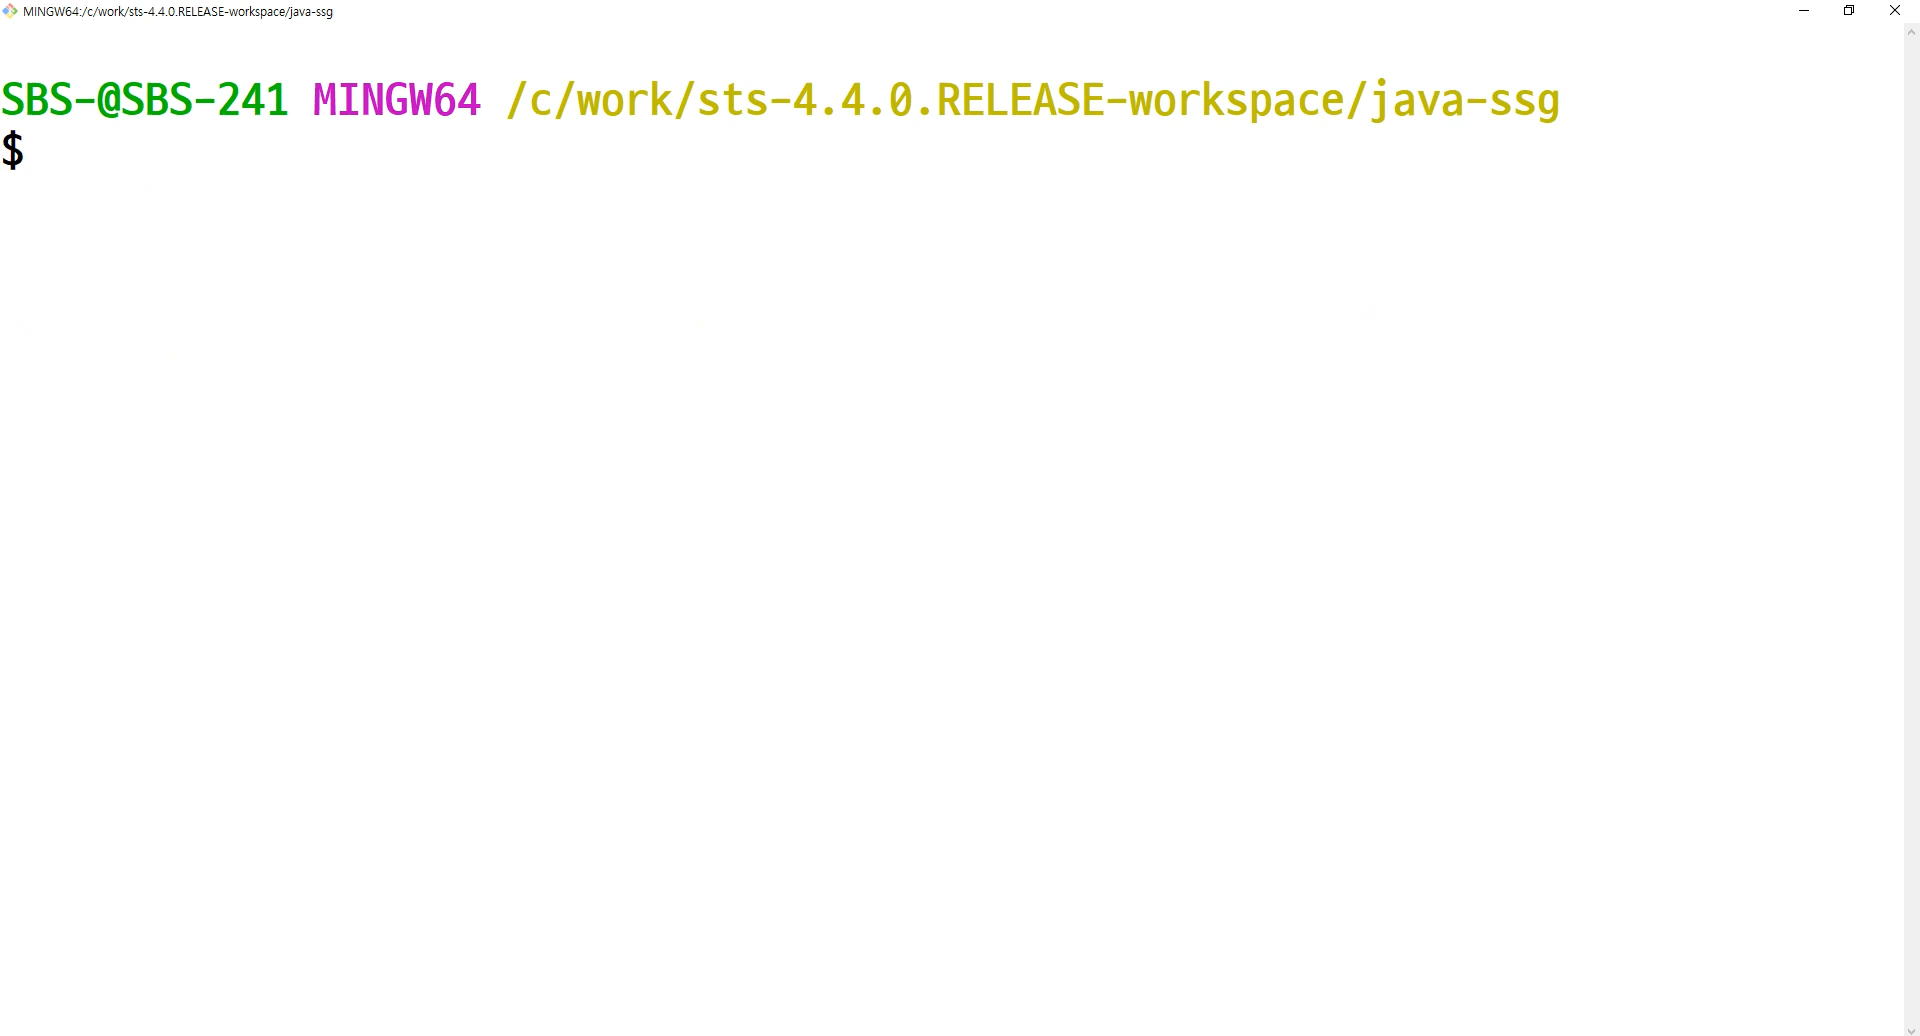 MINGW64:/c/work/sts-4.4.0.RELEASE-workspace/java-ssg
SBS-@SBS-241 MINGW64 /c/work/sts-4.4.0.RELEASE-workspace/java-ssg
$